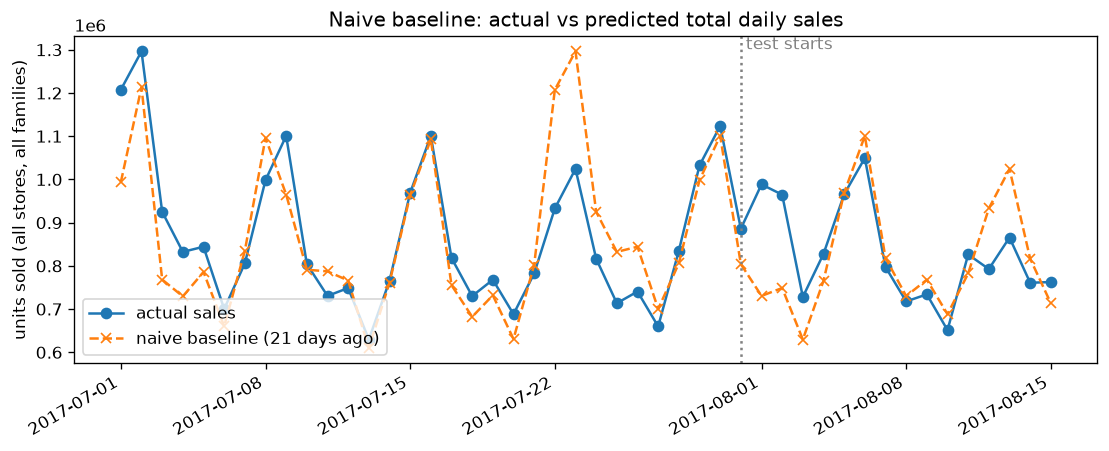 Naive baseline: actual vs predicted total daily sales
1e6
test starts
units sold (all stores, all families)
1.3
1.2
1.1
1.0
0.9
0.8
0.7
0.6
actual sales
naive baseline (21 days ago)
2017-07-01
2017-07-08
2017-07-15
2017-07-22
2017-08-01
2017-08-08
2017-08-15